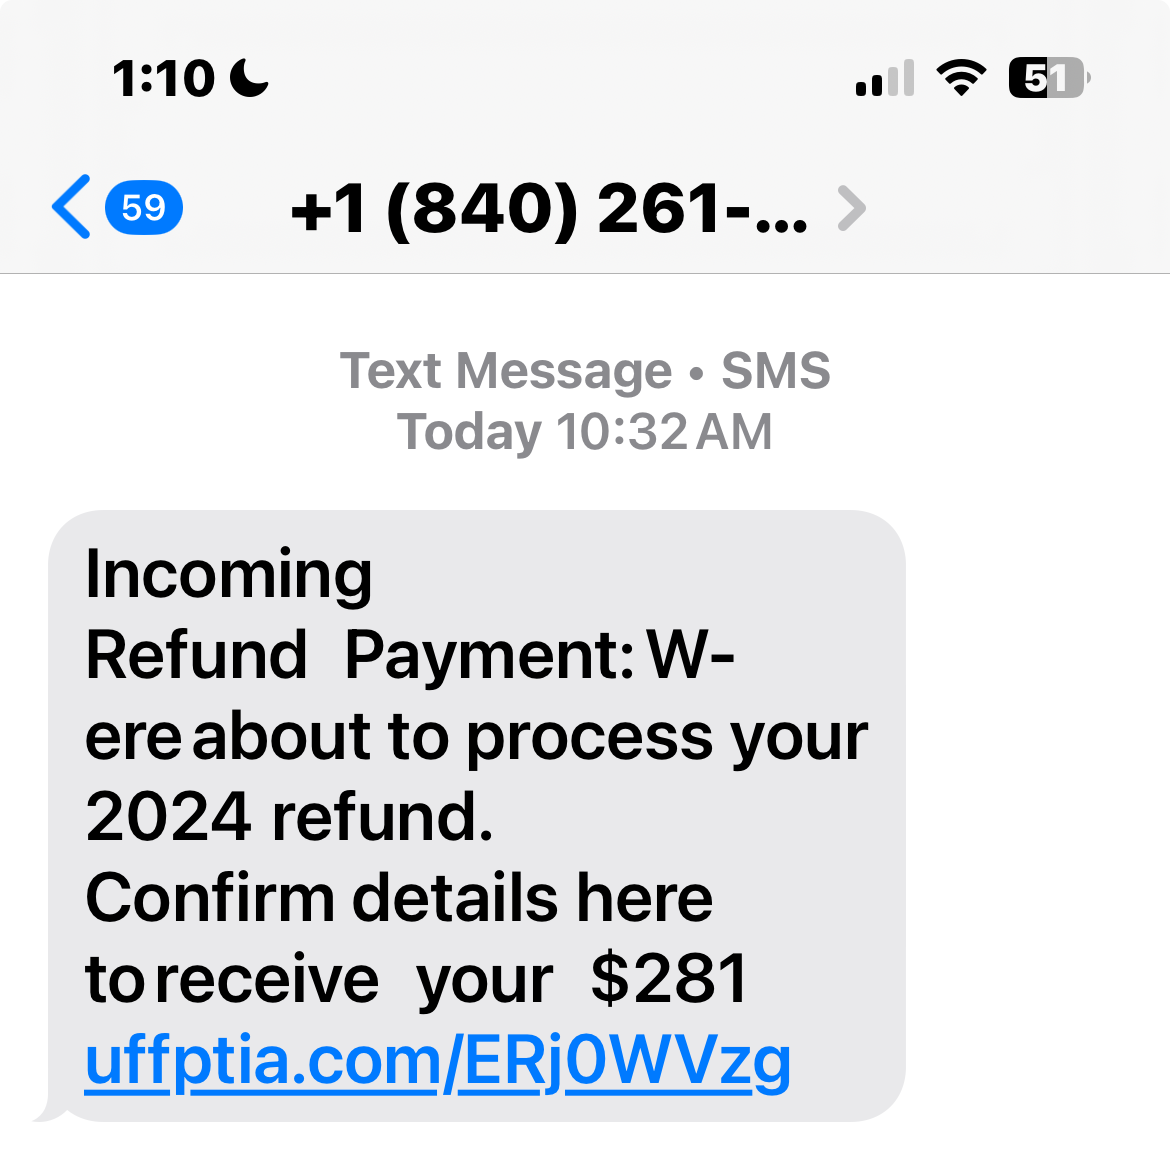 1:10
51
59
+1 (840) 261-...
Text Message • SMS
Today 10:32 AM
Incoming
Refund Payment: W-
ere about to process your
2024 refund.
Confirm details here
to receive your $281
uffptia.com/ERj0WVzg